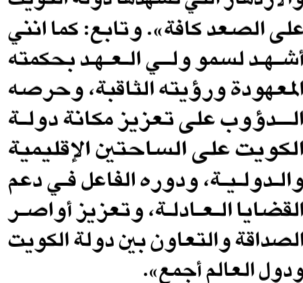 والازدهار التي تشهدها دولة الكويت
على الصعد كافة». وتابع: كما انني
أشهد لسمو ولي العهد بحكمته
المعهودة ورؤيته الثاقبة، وحرصه
الدؤوب على تعزيز مكانة دولة
الكويت على الساحتين الإقليمية
والدولية، ودوره الفاعل في دعم
القضايا العادلة، وتعزيز أواصر
الصداقة والتعاون بين دولة الكويت
ودول العالم أجمع».